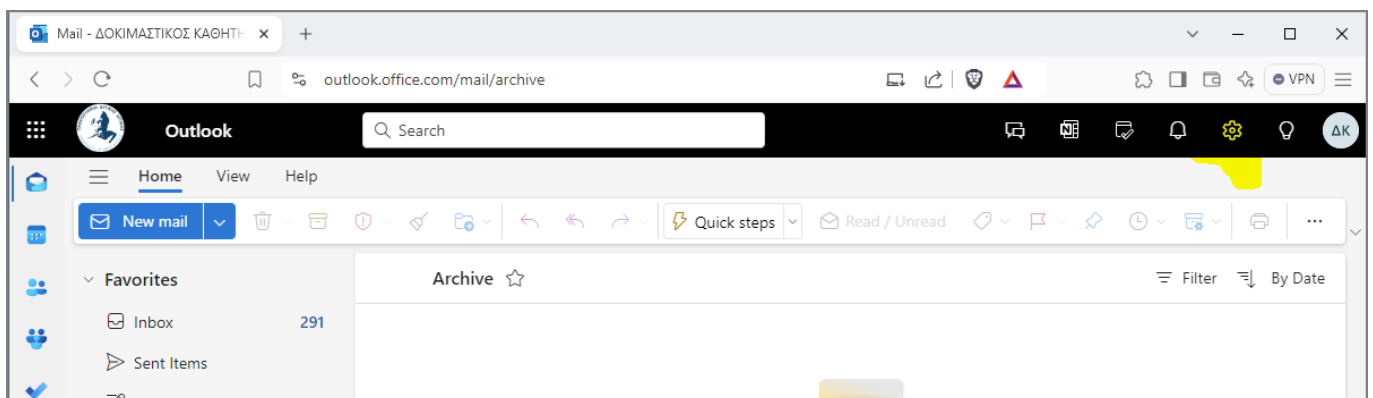 Mail - ΔΟΚΙΜΑΣΤΙΚΟΣ ΚΑΘΗΤΗ
outlook.office.com/mail/archive
VPN
Outlook
Search
ΔΚ
Home View Help
New mail
Quick steps
Read / Unread
Favorites
Archive
Filter
By Date
Inbox 291
Sent Items